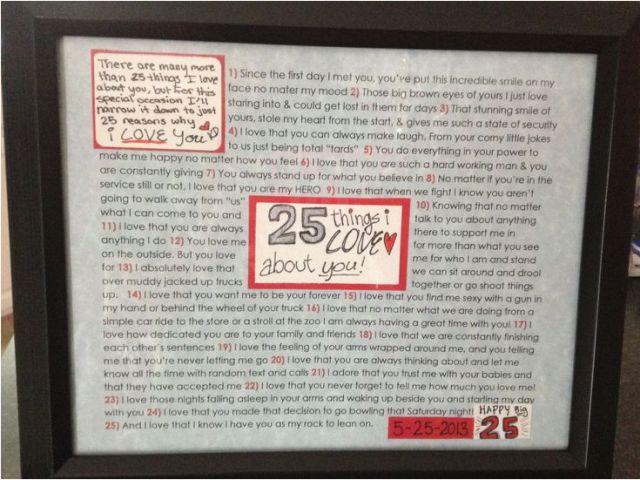 There are many more
than 25 things I love
about you, but for this
special occasion I'll
narrow it down to just
25 reasons why
i LOVE you
1) Since the first day I met you, you've put this incredible smile on my
face no mater my mood 2) Those big brown eyes of yours I just love
staring into & could get lost in them for days 3) That stunning smile of
yours, stole my heart from the start, & gives me such a state of security
4) I love that you can always make laugh. From your corny little jokes
to us just being total "tards" 5) You do everything in your power to
make me happy no matter how you feel 6) I love that you are such a hard working man & you
are constantly giving 7) You always stand up for what you believe in 8) No matter if you're in the
service still or not, I love that you are my HERO 9) I love that when we fight I know you aren't
going to walk away from "us" 10) Knowing that no matter
what I can come to you and talk to you about anything
11) I love that you are always there to support me in
anything I do 12) You love me for more than what you see
on the outside. But you love me for who I am and stand
for 13) I absolutely love that we can sit around and drool
over muddy jacked up trucks together or go shoot things
25 things i
LOVE
about you!
up. 14) I love that you want me to be your forever 15) I love that you find me sexy with a gun in
my hand or behind the wheel of your truck 16) I love that no matter what we are doing from a
simple car ride to the store or a stroll at the zoo I am always having a great time with you! 17) I
love how dedicated you are to your family and friends 18) I love that we are constantly finishing
each other's sentences 19) I love the feeling of your arms wrapped around me, and you telling
me that you're never letting me go 20) I love that you are always thinking about and let me
know all the time with random text and calls 21) I adore that you trust me with your babies and
that they have accepted me 22) I love that you never forget to tell me how much you love me!
23) I love those nights falling asleep in your arms and waking up beside you and starting my day
with you 24) I love that you made that decision to go bowling that Saturday night!
25) And I love that I know I have you as my rock to lean on.
5-25-2013
HAPPY Big
25